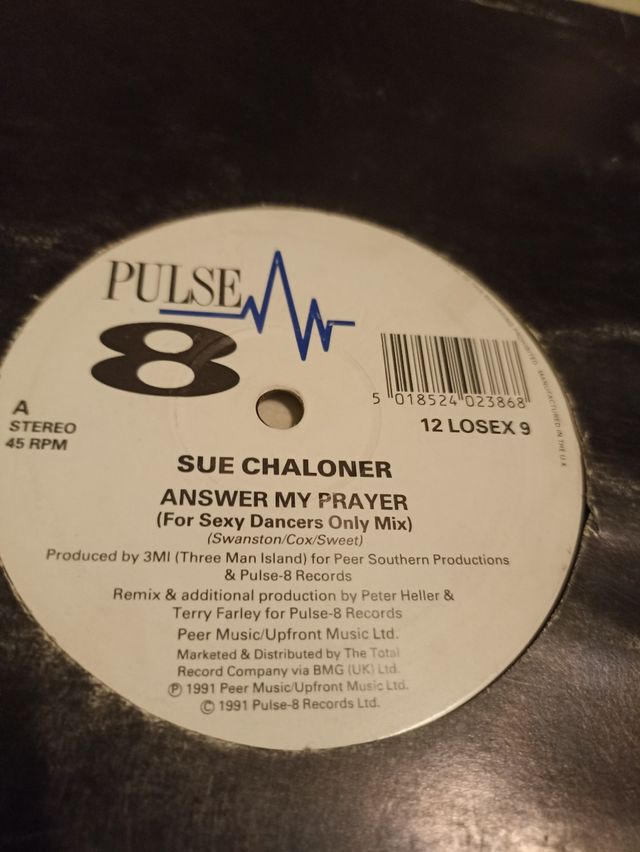 PULSE
8
5 018524 023868
12 LOSEX 9
A
STEREO
45 RPM
SUE CHALONER
ANSWER MY PRAYER
(For Sexy Dancers Only Mix)
(Swanston/Cox/Sweet)
Produced by 3MI (Three Man Island) for Peer Southern Productions
& Pulse-8 Records
Remix & additional production by Peter Heller &
Terry Farley for Pulse-8 Records
Peer Music/Upfront Music Ltd.
Marketed & Distributed by The Total
Record Company via BMG (UK) Ltd.
Ⓟ 1991 Peer Music/Upfront Music Ltd.
© 1991 Pulse-8 Records Ltd.
MANUFACTURED IN THE U.K.